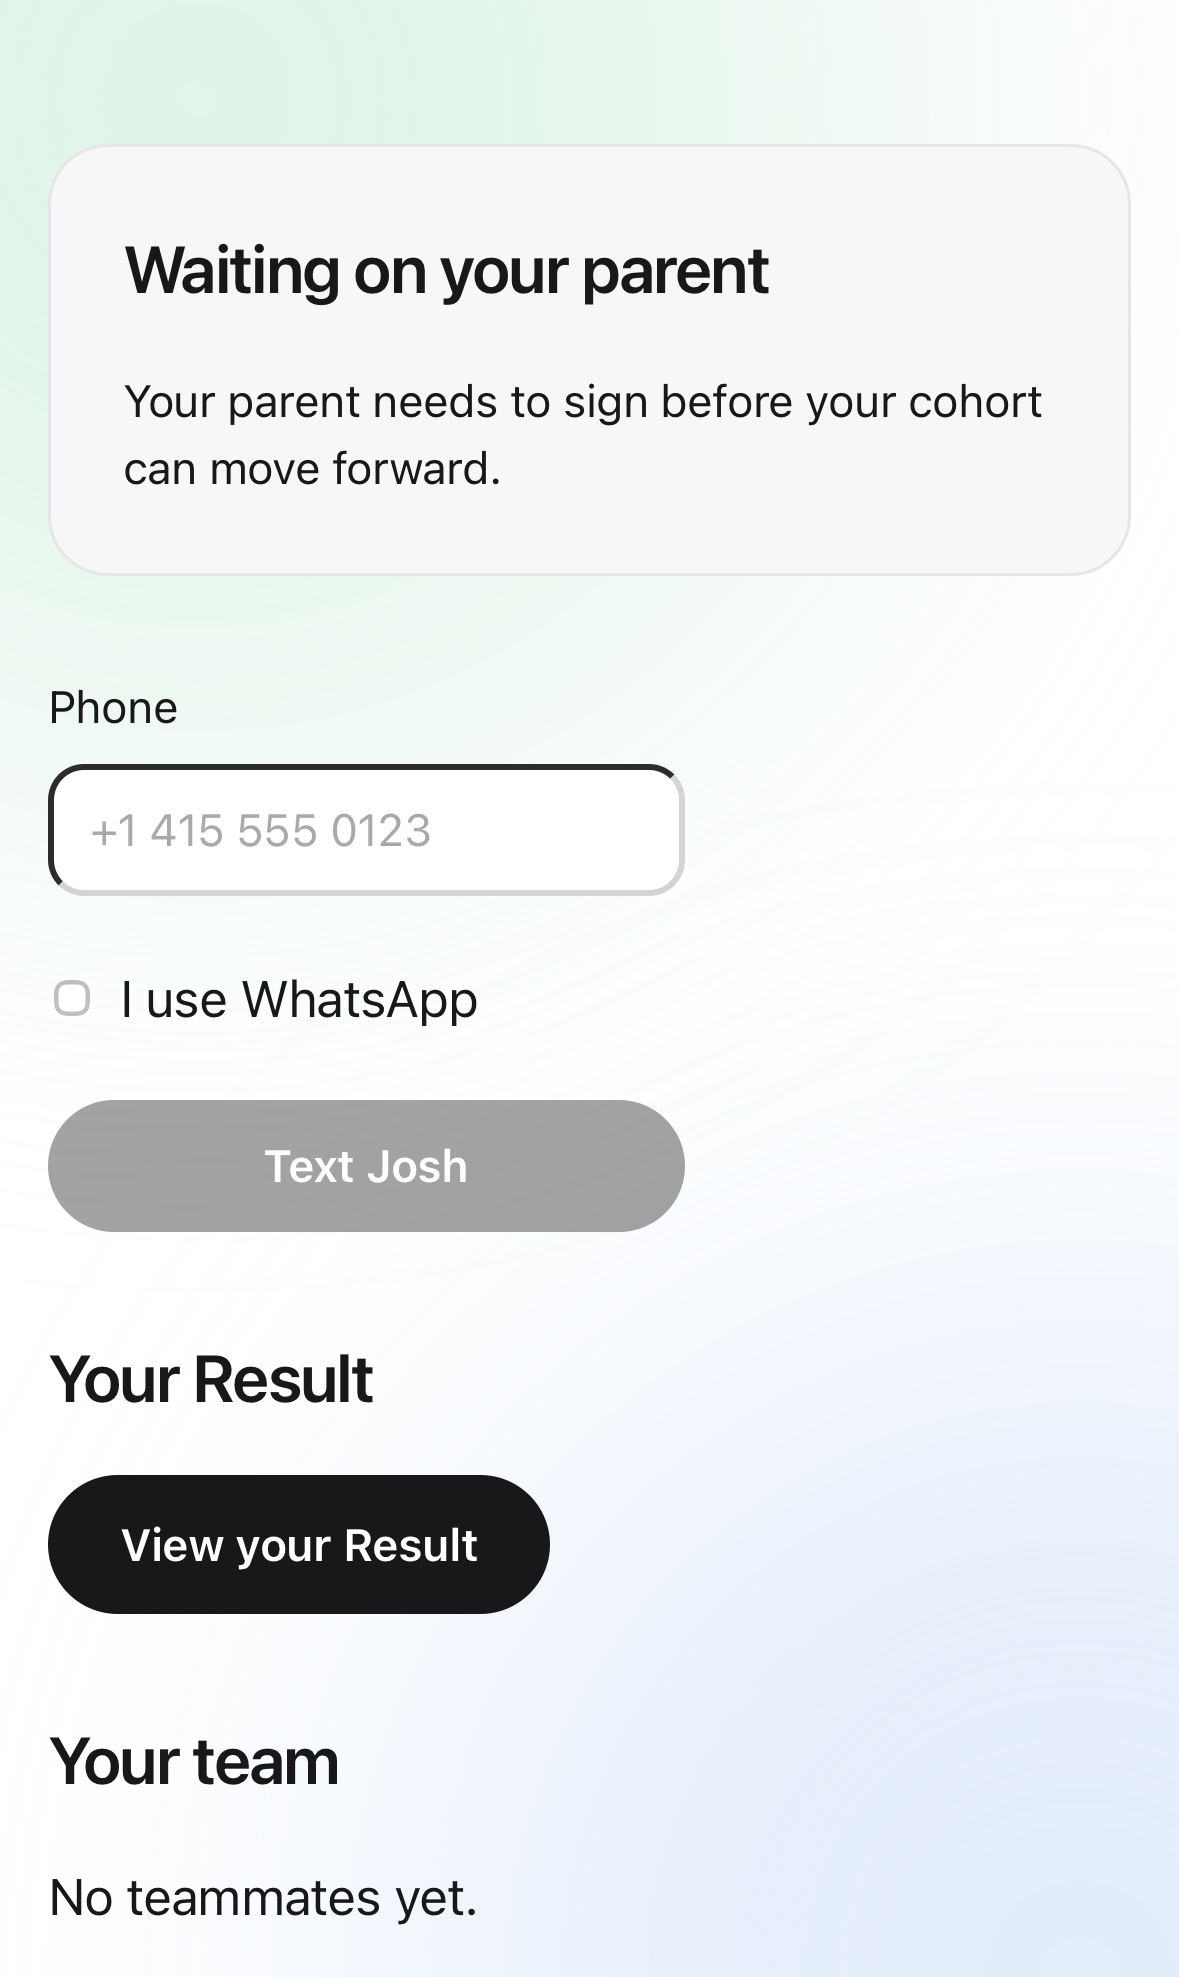 Waiting on your parent
Your parent needs to sign before your cohort
can move forward.
Phone
+1 415 555 0123
I use WhatsApp
Text Josh
Your Result
View your Result
Your team
No teammates yet.